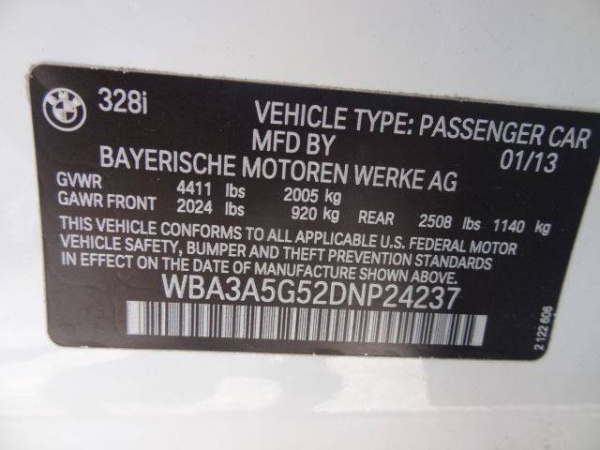 BMW
328i
VEHICLE TYPE: PASSENGER CAR
MFD BY 01/13
BAYERISCHE MOTOREN WERKE AG
GVWR 4411 lbs 2005 kg
GAWR FRONT 2024 lbs 920 kg REAR 2508 lbs 1140 kg
THIS VEHICLE CONFORMS TO ALL APPLICABLE U.S. FEDERAL MOTOR
VEHICLE SAFETY, BUMPER AND THEFT PREVENTION STANDARDS
IN EFFECT ON THE DATE OF MANUFACTURE SHOWN ABOVE.
WBA3A5G52DNP24237
2 122 606